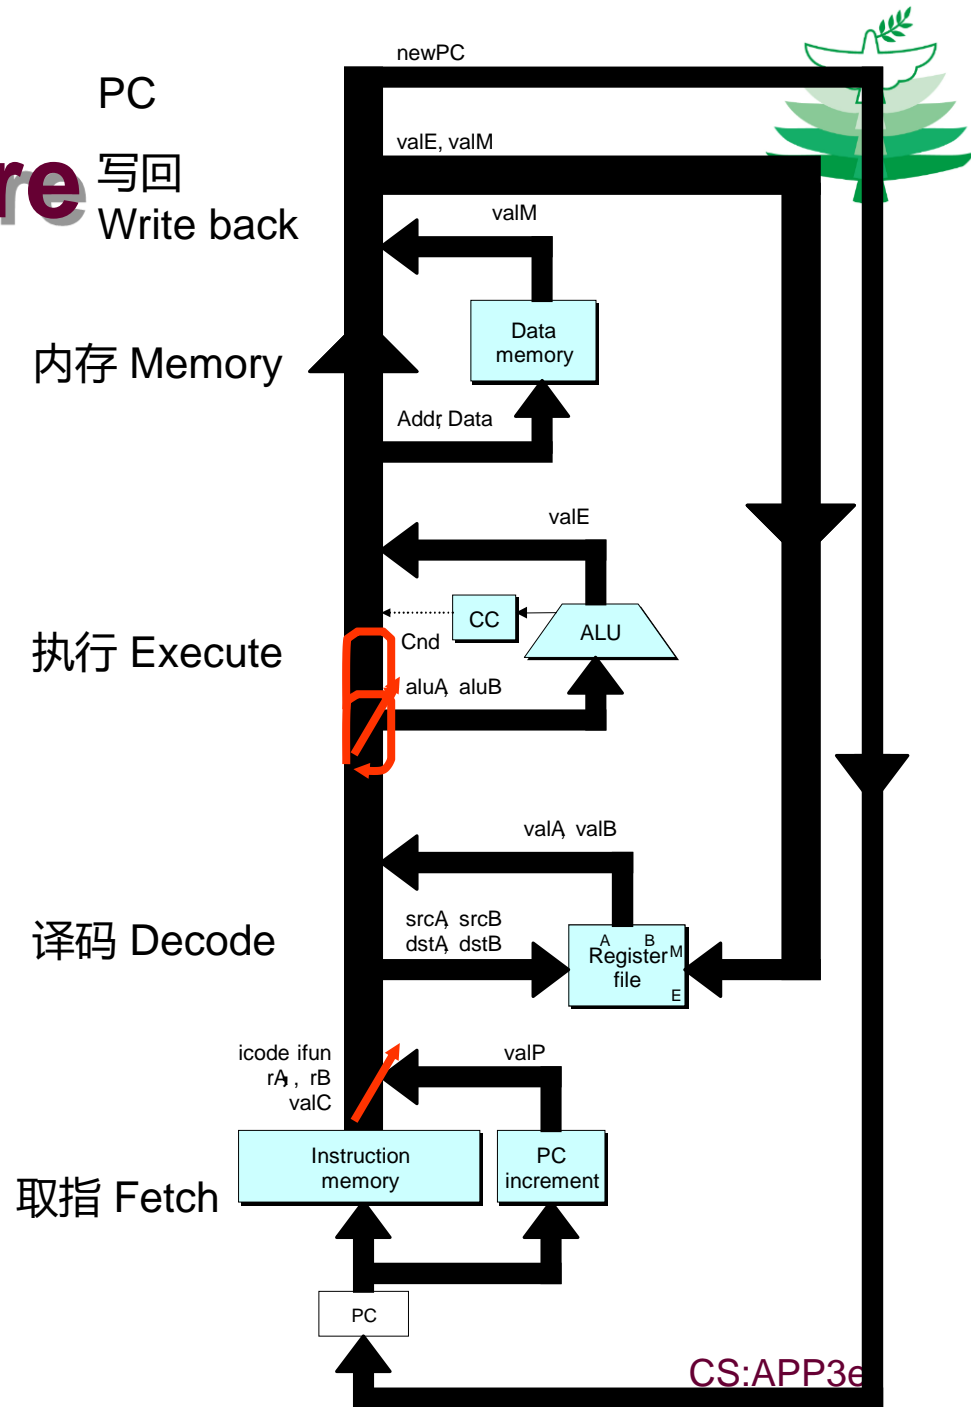 newPC
PC
valE, valM
re
写回
Write back
valM
Data
memory
内存 Memory
Addr, Data
valE
CC
ALU
Cnd
执行 Execute
aluA, aluB
valA, valB
srcA, srcB
dstA, dstB
A B
Register M
file
E
译码 Decode
icode ifun
rA, rB
valC
valP
Instruction
memory
PC
increment
取指 Fetch
PC
CS:APP3e